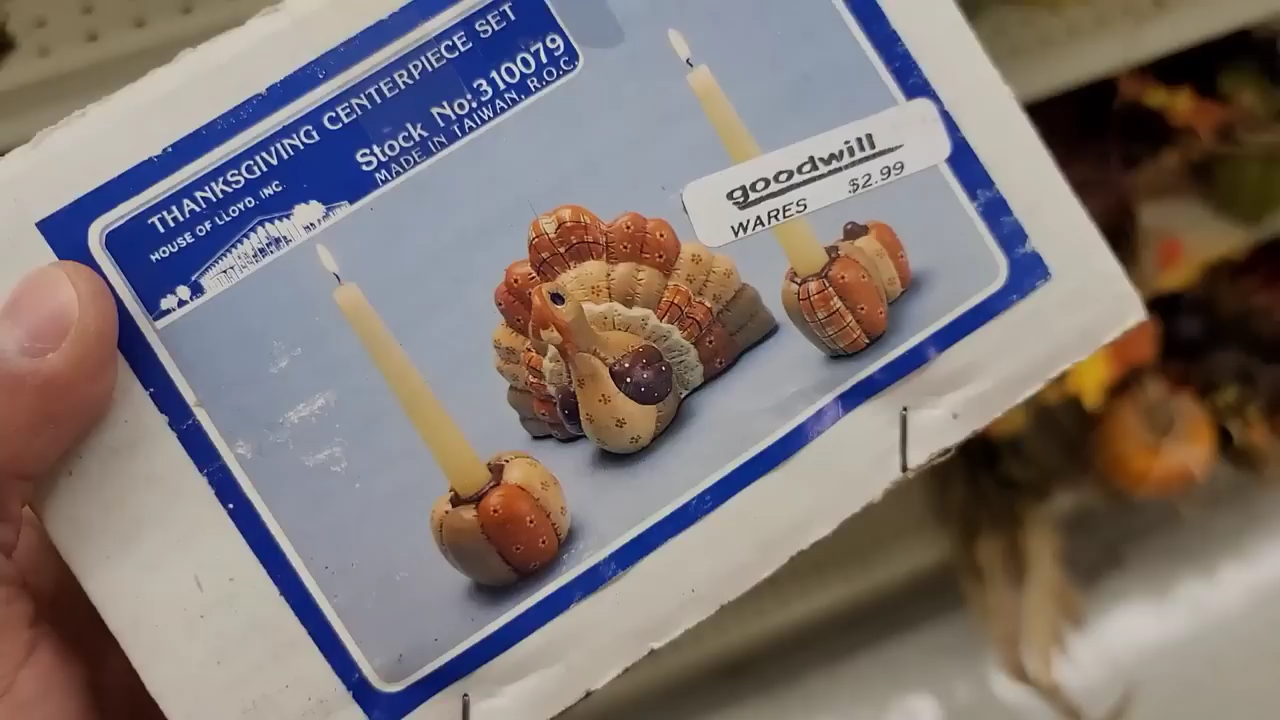 THANKSGIVING CENTERPIECE SET
HOUSE OF LLOYD, INC.
Stock No: 310079
MADE IN TAIWAN, R.O.C.
goodwill
$2.99
WARES